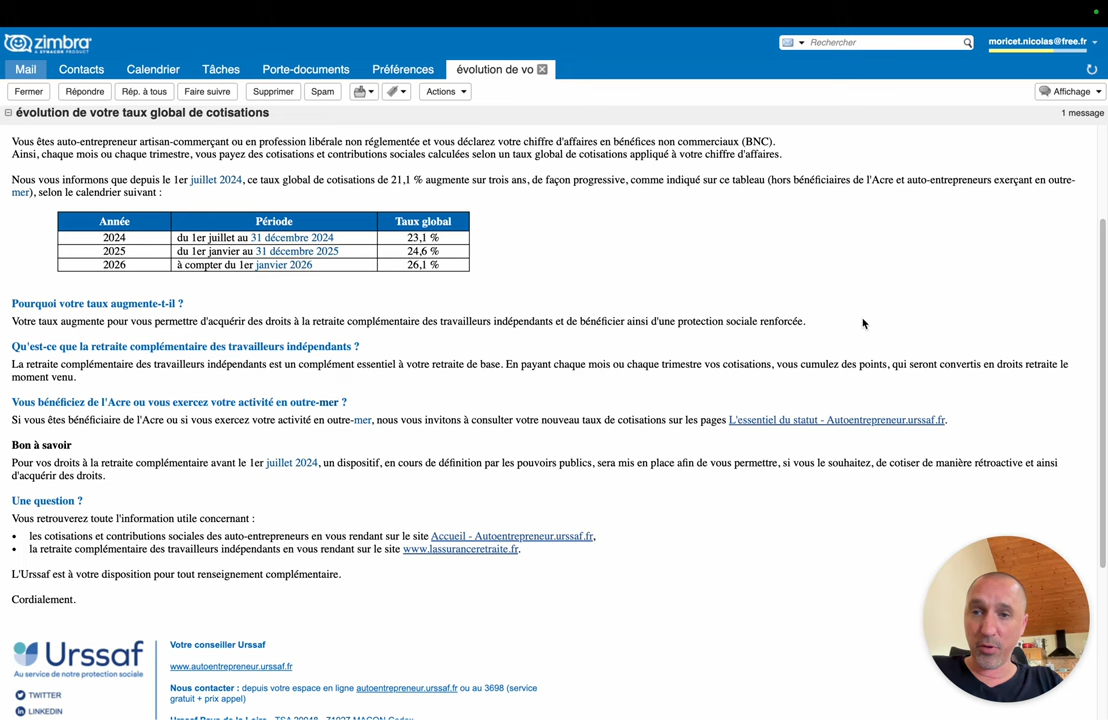 zimbra
A SYNACOR PRODUCT
Rechercher
moricet.nicolas@free.fr
Mail Contacts Calendrier Tâches Porte-documents Préférences évolution de vo
Fermer Répondre Rép. à tous Faire suivre Supprimer Spam Actions Affichage
évolution de votre taux global de cotisations 1 message
Vous êtes auto-entrepreneur artisan-commerçant ou en profession libérale non réglementée et vous déclarez votre chiffre d'affaires en bénéfices non commerciaux (BNC).
Ainsi, chaque mois ou chaque trimestre, vous payez des cotisations et contributions sociales calculées selon un taux global de cotisations appliqué à votre chiffre d'affaires.
Nous vous informons que depuis le 1er juillet 2024, ce taux global de cotisations de 21,1 % augmente sur trois ans, de façon progressive, comme indiqué sur ce tableau (hors bénéficiaires de l'Acre et auto-entrepreneurs exerçant en outre-
mer), selon le calendrier suivant :
Année Période Taux global
2024 du 1er juillet au 31 décembre 2024 23,1 %
2025 du 1er janvier au 31 décembre 2025 24,6 %
2026 à compter du 1er janvier 2026 26,1 %
Pourquoi votre taux augmente-t-il ?
Votre taux augmente pour vous permettre d'acquérir des droits à la retraite complémentaire des travailleurs indépendants et de bénéficier ainsi d'une protection sociale renforcée.
Qu'est-ce que la retraite complémentaire des travailleurs indépendants ?
La retraite complémentaire des travailleurs indépendants est un complément essentiel à votre retraite de base. En payant chaque mois ou chaque trimestre vos cotisations, vous cumulez des points, qui seront convertis en droits retraite le
moment venu.
Vous bénéficiez de l'Acre ou vous exercez votre activité en outre-mer ?
Si vous êtes bénéficiaire de l'Acre ou si vous exercez votre activité en outre-mer, nous vous invitons à consulter votre nouveau taux de cotisations sur les pages L'essentiel du statut - Autoentrepreneur.urssaf.fr.
Bon à savoir
Pour vos droits à la retraite complémentaire avant le 1er juillet 2024, un dispositif, en cours de définition par les pouvoirs publics, sera mis en place afin de vous permettre, si vous le souhaitez, de cotiser de manière rétroactive et ainsi
d'acquérir des droits.
Une question ?
Vous retrouverez toute l'information utile concernant :
• les cotisations et contributions sociales des auto-entrepreneurs en vous rendant sur le site Accueil - Autoentrepreneur.urssaf.fr,
• la retraite complémentaire des travailleurs indépendants en vous rendant sur le site www.lassuranceretraite.fr.
L'Urssaf est à votre disposition pour tout renseignement complémentaire.
Cordialement.
Urssaf
Au service de notre protection sociale
TWITTER
LINKEDIN
Votre conseiller Urssaf
www.autoentrepreneur.urssaf.fr
Nous contacter : depuis votre espace en ligne autoentrepreneur.urssaf.fr ou au 3698 (service
gratuit + prix appel)
Urssaf Pays de la Loire - TSA 20048 - 71027 MACON Cedex